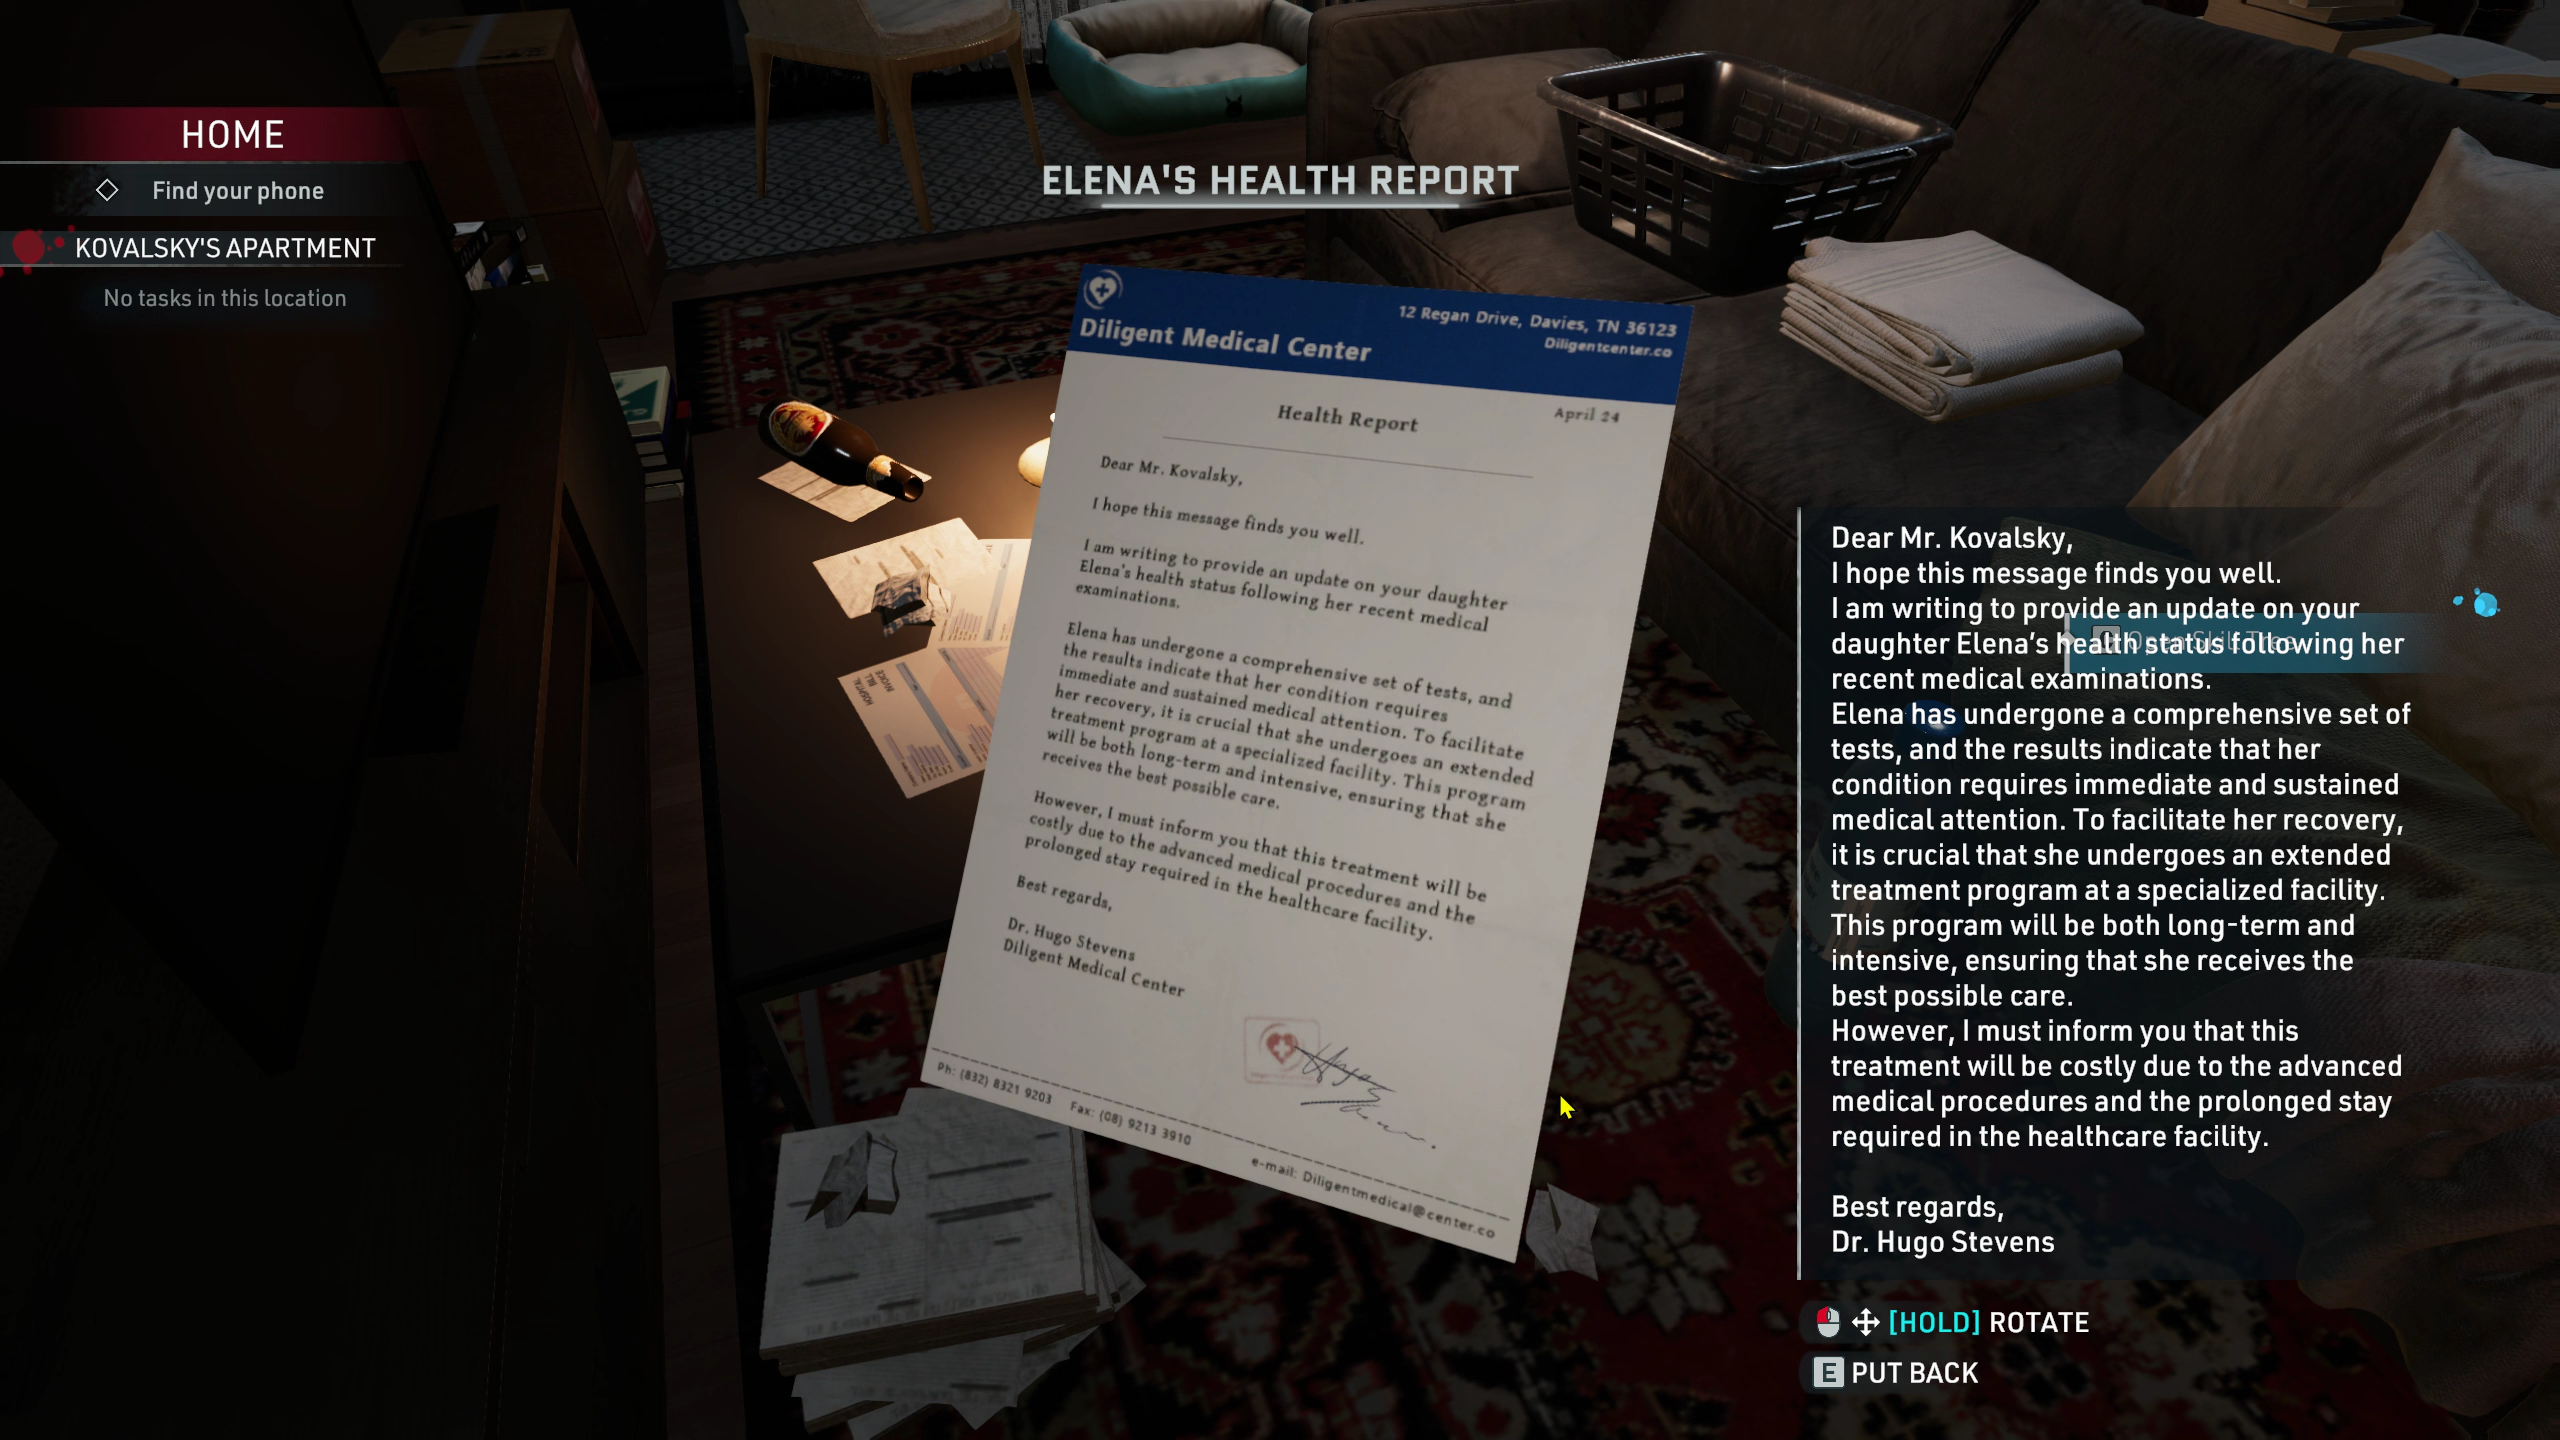 HOME
Find your phone
KOVALSKY'S APARTMENT
No tasks in this location
ELENA'S HEALTH REPORT
Diligent Medical Center
12 Regan Drive, Davies, TN 36123
Diligentcenter.co
Health Report
April 24
Dear Mr. Kovalsky,
I hope this message finds you well.
I am writing to provide an update on your daughter
Elena's health status following her recent medical
examinations.
Elena has undergone a comprehensive set of tests, and
the results indicate that her condition requires
immediate and sustained medical attention. To facilitate
her recovery, it is crucial that she undergoes an extended
treatment program at a specialized facility. This program
will be both long-term and intensive, ensuring that she
receives the best possible care.
However, I must inform you that this treatment will be
costly due to the advanced medical procedures and the
prolonged stay required in the healthcare facility.
Best regards,
Dr. Hugo Stevens
Diligent Medical Center
Ph: (832) 8321 9203 Fax: (08) 9213 3910
e-mail: Diligentmedical@center.co
HOSPITAL
BILL
INVOICE
Dear Mr. Kovalsky,
I hope this message finds you well.
I am writing to provide an update on your
daughter Elena’s health status following her
recent medical examinations.
Elena has undergone a comprehensive set of
tests, and the results indicate that her
condition requires immediate and sustained
medical attention. To facilitate her recovery,
it is crucial that she undergoes an extended
treatment program at a specialized facility.
This program will be both long-term and
intensive, ensuring that she receives the
best possible care.
However, I must inform you that this
treatment will be costly due to the advanced
medical procedures and the prolonged stay
required in the healthcare facility.
Best regards,
Dr. Hugo Stevens
Open Skill Tree
[HOLD] ROTATE
E PUT BACK